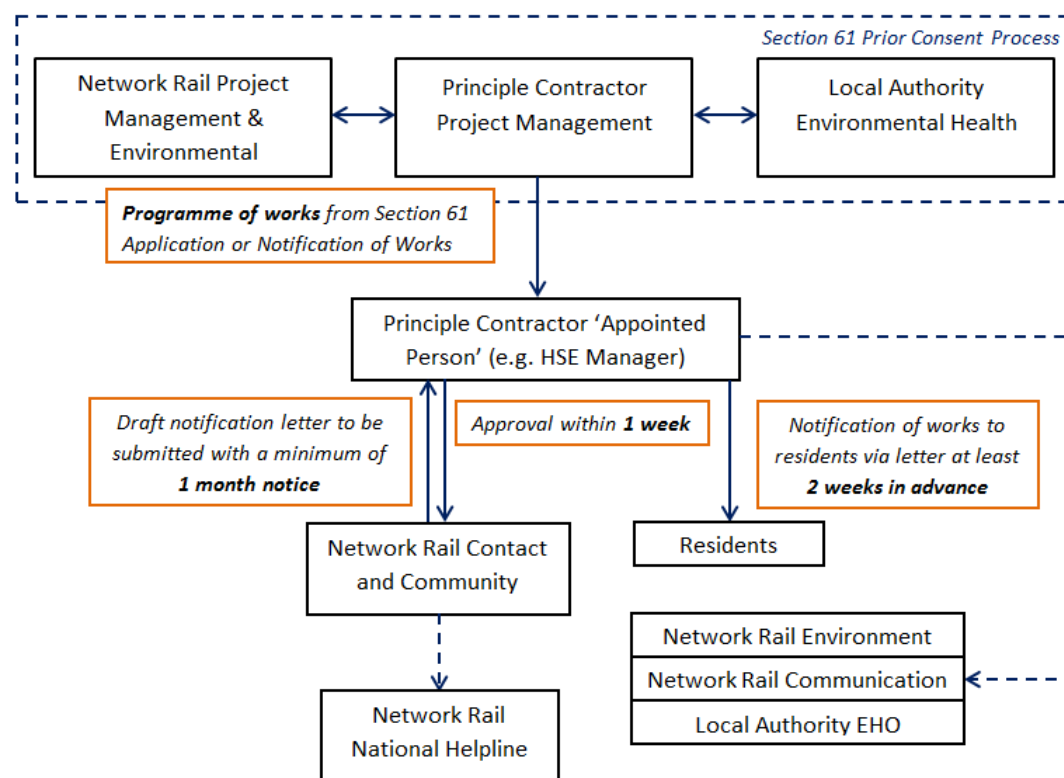 Section 61 Prior Consent Process
Network Rail Project
Management &
Environmental
Principle Contractor
Project Management
Local Authority
Environmental Health
Programme of works from Section 61
Application or Notification of Works
Principle Contractor ‘Appointed
Person’ (e.g. HSE Manager)
Draft notification letter to be
submitted with a minimum of
1 month notice
Approval within 1 week
Notification of works to
residents via letter at least
2 weeks in advance
Network Rail Contact
and Community
Residents
Network Rail Environment
Network Rail Communication
Local Authority EHO
Network Rail
National Helpline